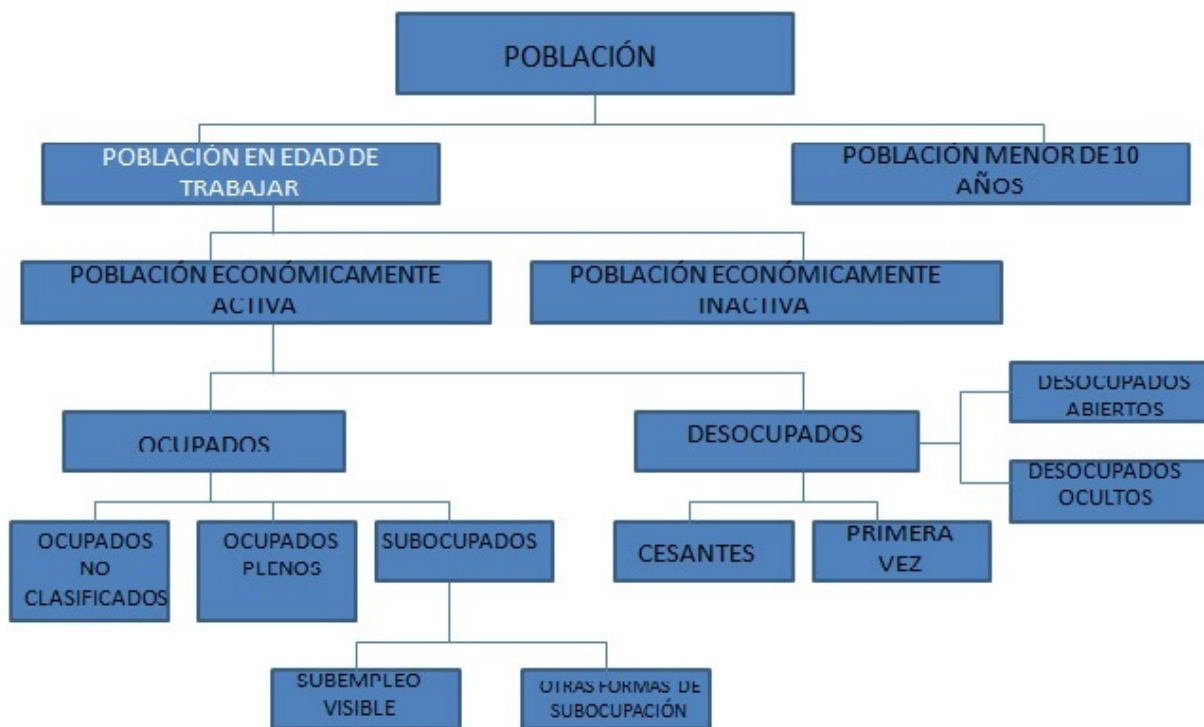 POBLACIÓN
POBLACIÓN EN EDAD DE
TRABAJAR
POBLACIÓN MENOR DE 10
AÑOS
POBLACIÓN ECONÓMICAMENTE
ACTIVA
POBLACIÓN ECONÓMICAMENTE
INACTIVA
OCUPADOS
DESOCUPADOS
DESOCUPADOS
ABIERTOS
DESOCUPADOS
OCULTOS
OCUPADOS
NO
CLASIFICADOS
OCUPADOS
PLENOS
SUBOCUPADOS
CESANTES
PRIMERA
VEZ
SUBEMPLEO
VISIBLE
OTRAS FORMAS DE
SUBOCUPACIÓN